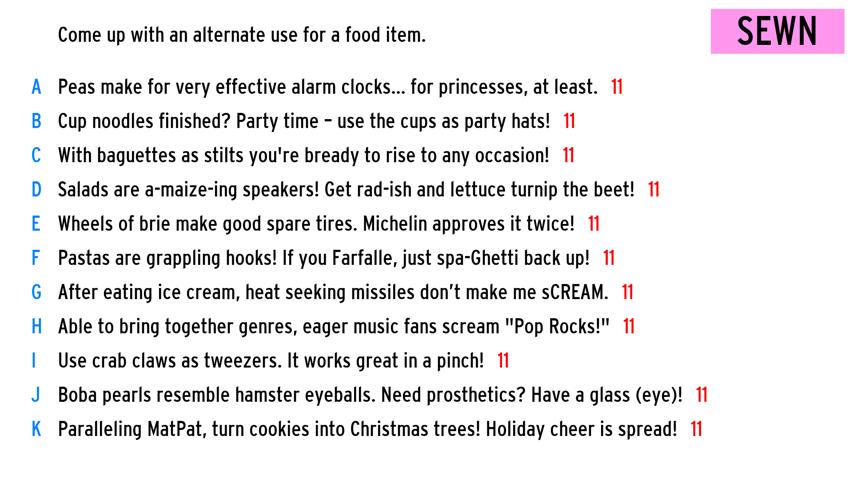 Come up with an alternate use for a food item.
SEWN
A Peas make for very effective alarm clocks... for princesses, at least. 11
B Cup noodles finished? Party time – use the cups as party hats! 11
C With baguettes as stilts you're bready to rise to any occasion! 11
D Salads are a-maize-ing speakers! Get rad-ish and lettuce turnip the beet! 11
E Wheels of brie make good spare tires. Michelin approves it twice! 11
F Pastas are grappling hooks! If you Farfalle, just spa-Ghetti back up! 11
G After eating ice cream, heat seeking missiles don’t make me sCREAM. 11
H Able to bring together genres, eager music fans scream "Pop Rocks!" 11
I Use crab claws as tweezers. It works great in a pinch! 11
J Boba pearls resemble hamster eyeballs. Need prosthetics? Have a glass (eye)! 11
K Paralleling MatPat, turn cookies into Christmas trees! Holiday cheer is spread! 11